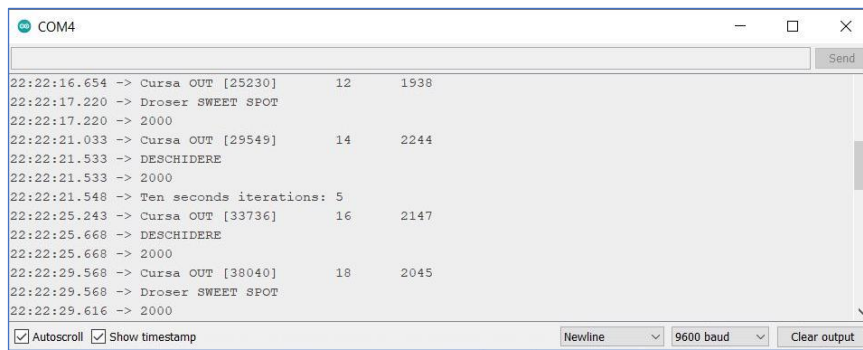 COM4
Send
22:22:16.654 -> Cursa OUT [25230] 12 1938
22:22:17.220 -> Droser SWEET SPOT
22:22:17.220 -> 2000
22:22:21.033 -> Cursa OUT [29549] 14 2244
22:22:21.533 -> DESCHIDERE
22:22:21.533 -> 2000
22:22:21.548 -> Ten seconds iterations: 5
22:22:25.243 -> Cursa OUT [33736] 16 2147
22:22:25.668 -> DESCHIDERE
22:22:25.668 -> 2000
22:22:29.568 -> Cursa OUT [38040] 18 2045
22:22:29.568 -> Droser SWEET SPOT
22:22:29.616 -> 2000
Autoscroll Show timestamp Newline 9600 baud Clear output